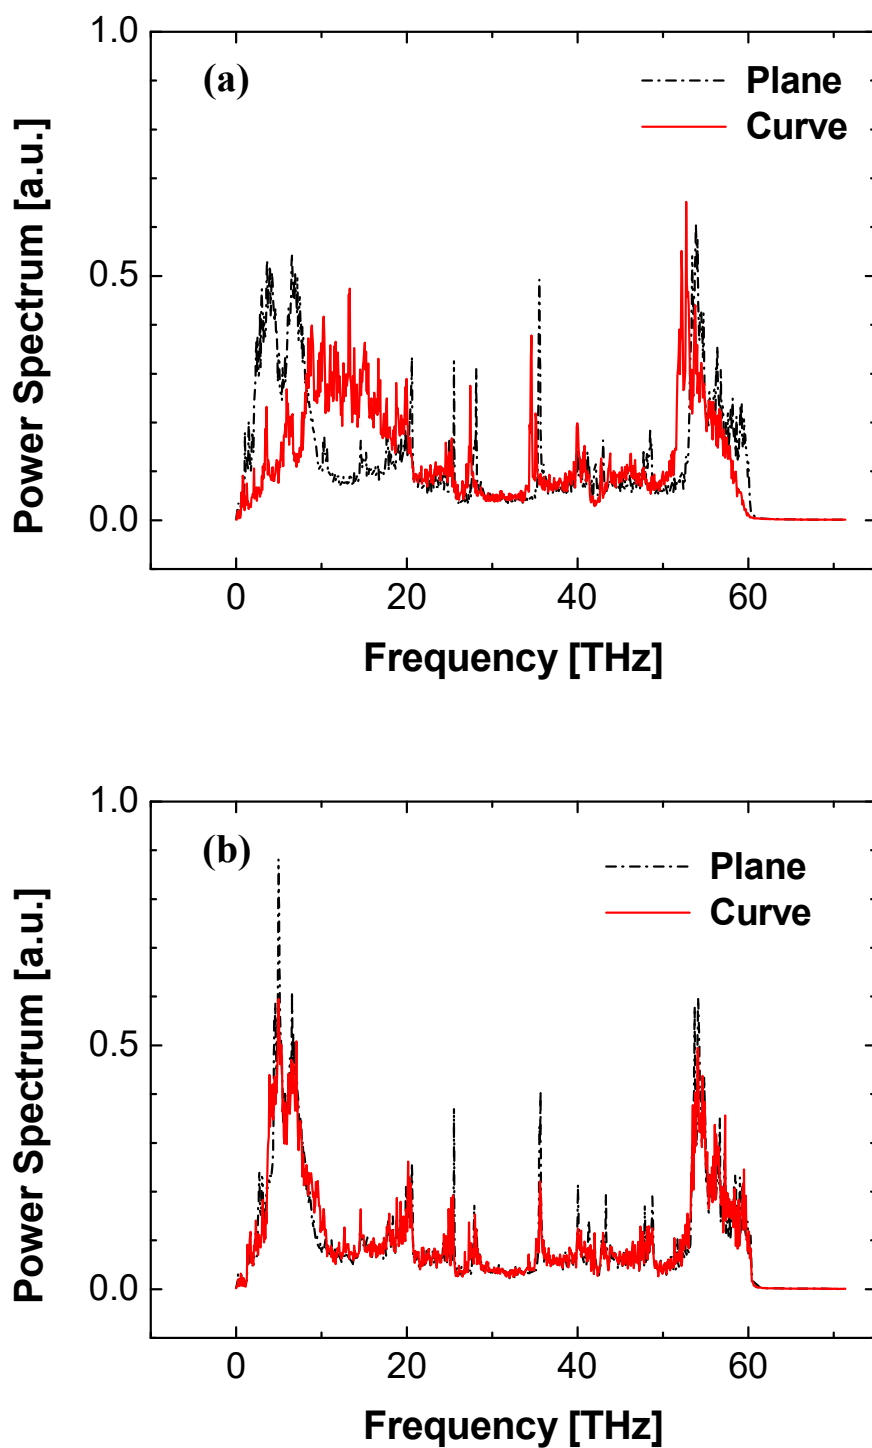 (a)
Plane
Curve
1.0
0.5
0.0
Power Spectrum [a.u.]
0 20 40 60
Frequency [THz]
(b)
Plane
Curve
1.0
0.5
0.0
Power Spectrum [a.u.]
0 20 40 60
Frequency [THz]